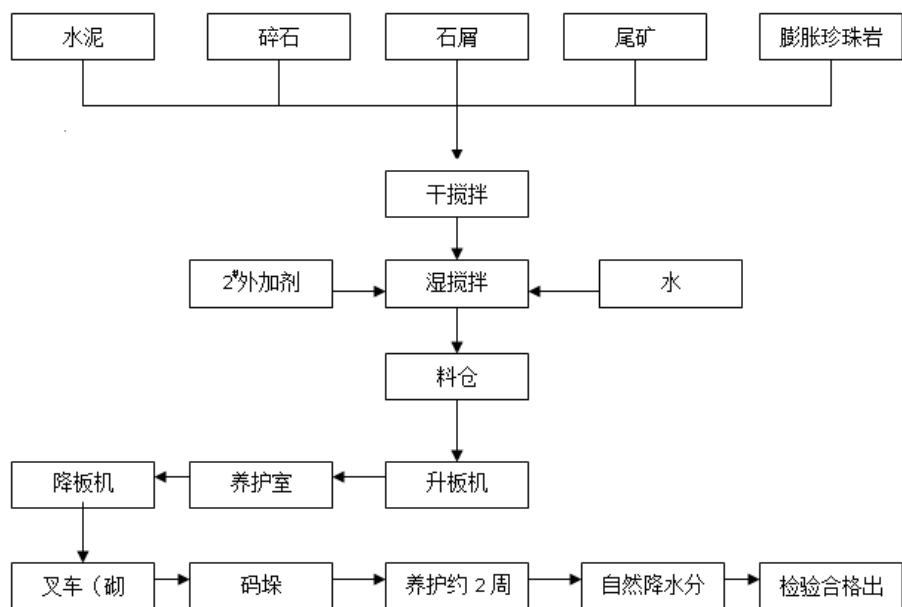 水泥
碎石
石屑
尾矿
膨胀珍珠岩
干搅拌
2#外加剂
湿搅拌
水
料仓
降板机
养护室
升板机
叉车（砌
码垛
养护约 2 周
自然降水分
检验合格出